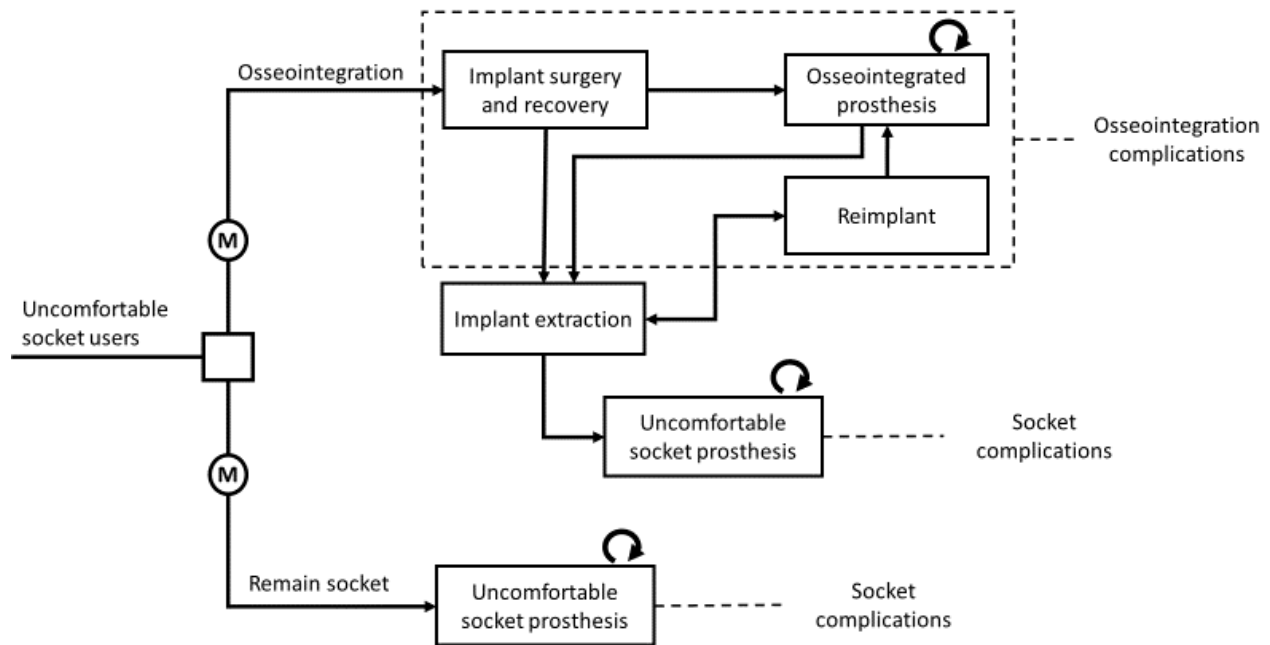 Osseointegration
Implant surgery
and recovery
Osseointegrated
prosthesis
Osseointegration
complications
Reimplant
M
Uncomfortable
socket users
Implant extraction
Uncomfortable
socket prosthesis
Socket
complications
M
Remain socket
Uncomfortable
socket prosthesis
Socket
complications